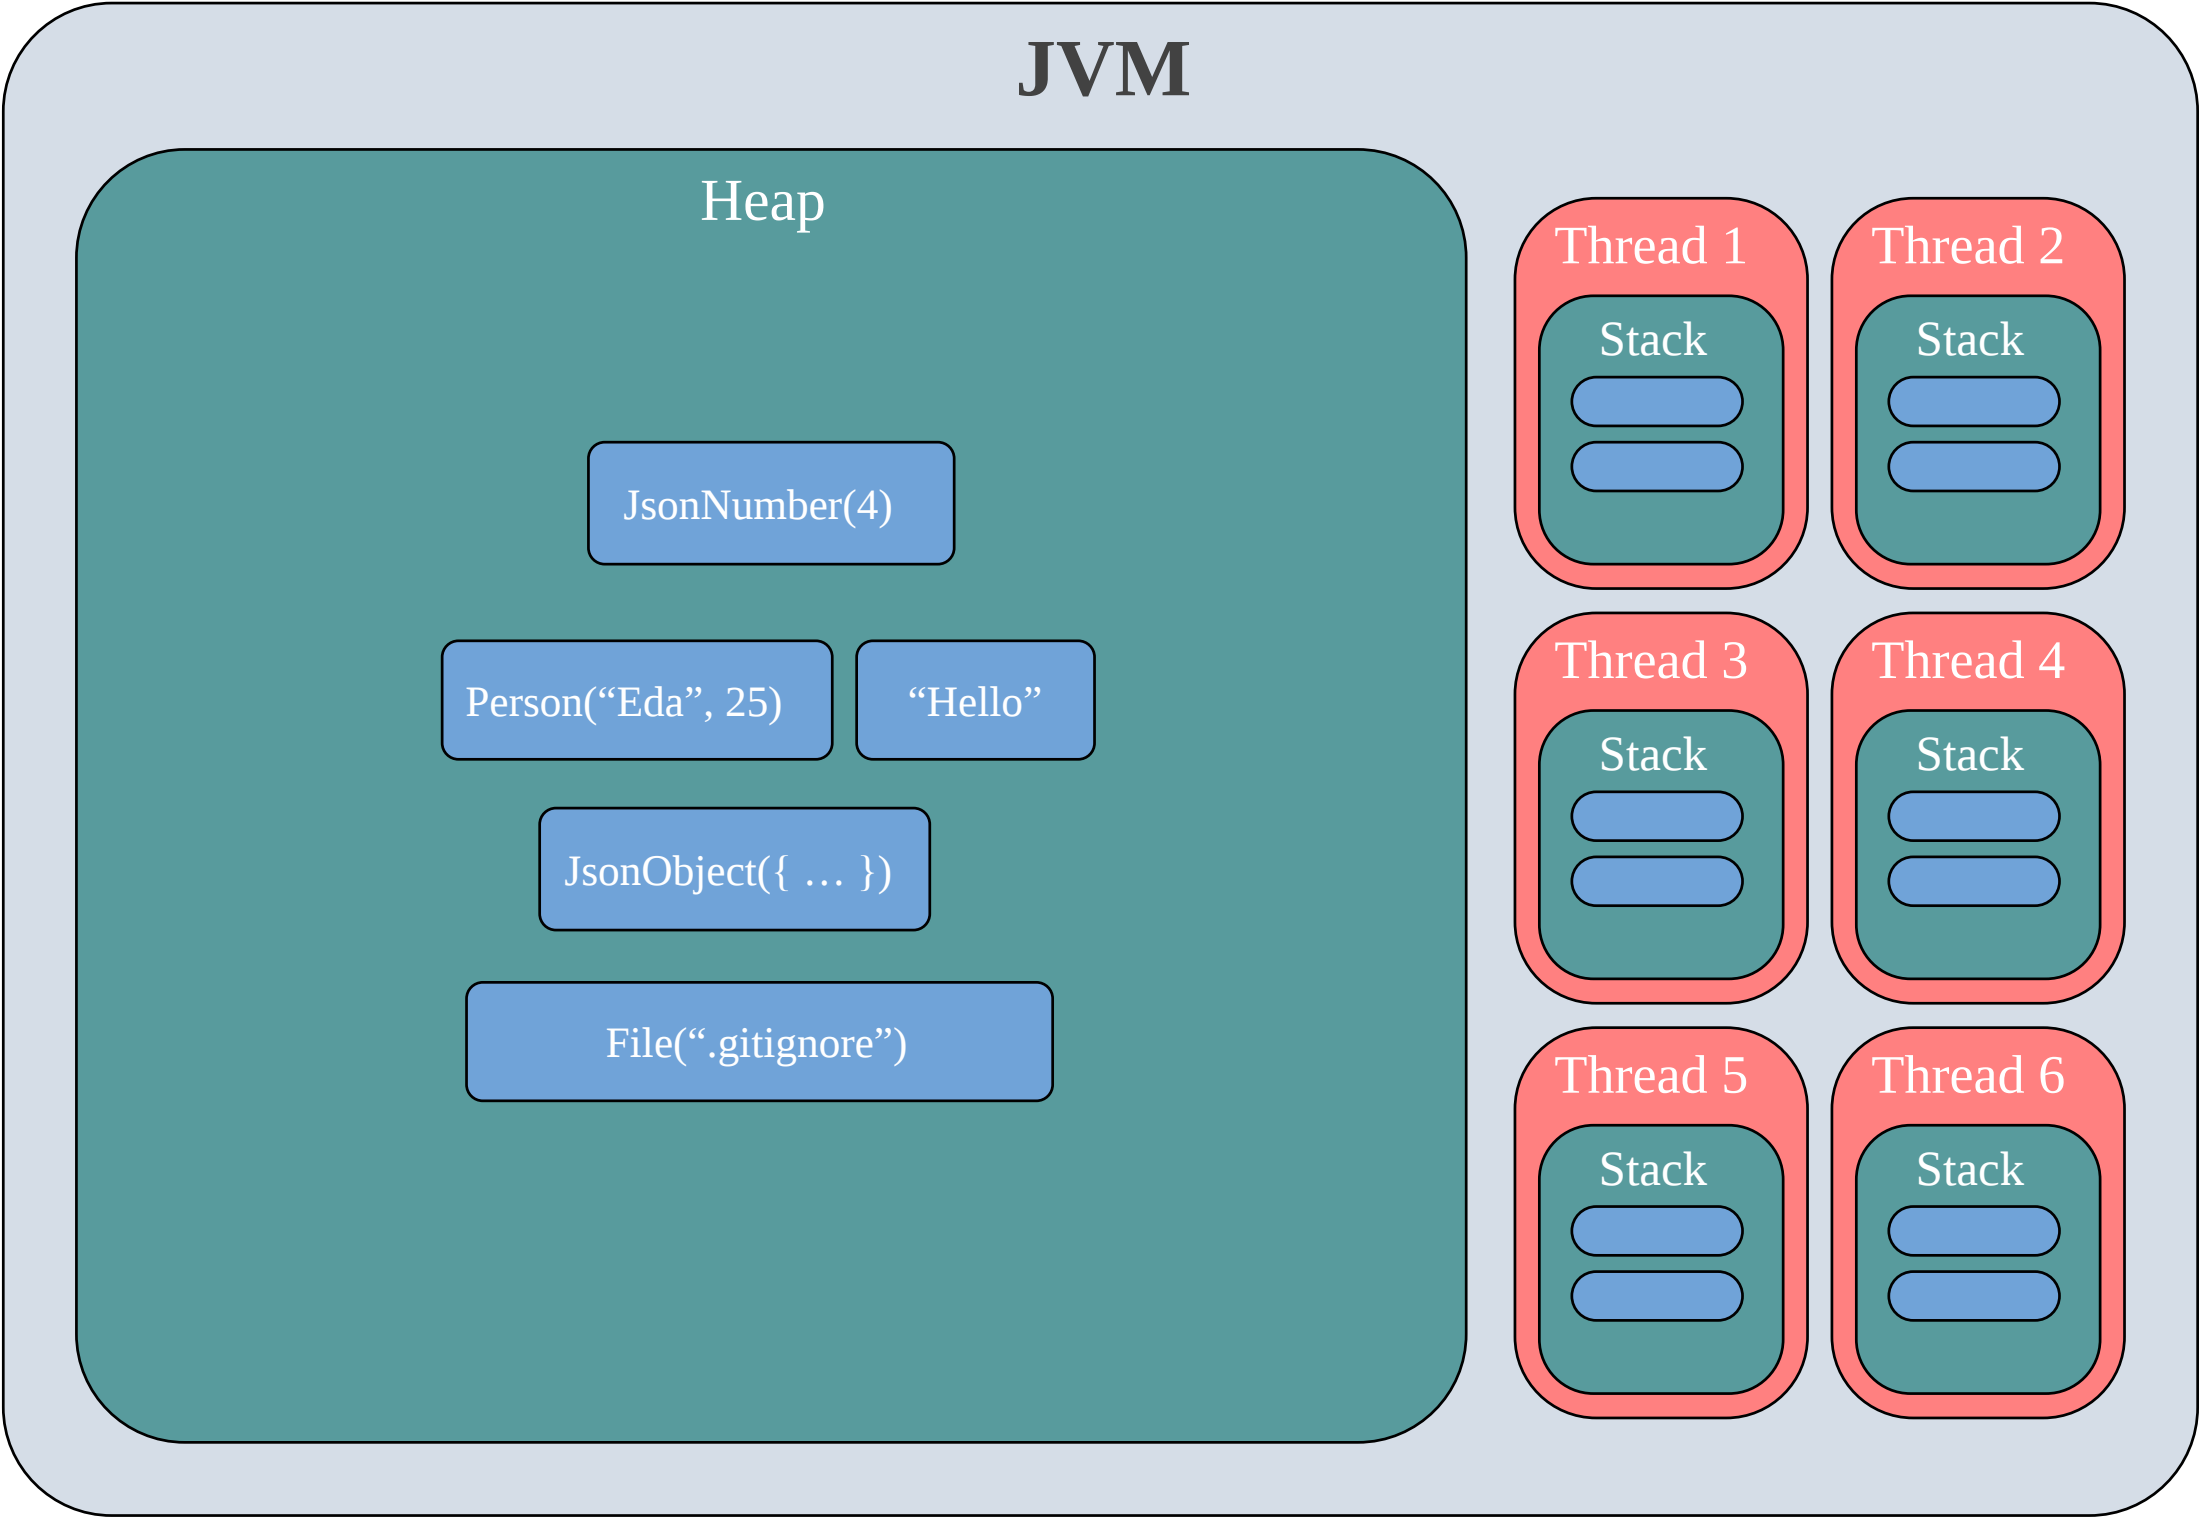 JVM
Heap
JsonNumber(4)
Person(“Eda”, 25)
“Hello”
JsonObject({ … })
File(“.gitignore”)
Thread 1
Stack
Thread 2
Stack
Thread 3
Stack
Thread 4
Stack
Thread 5
Stack
Thread 6
Stack